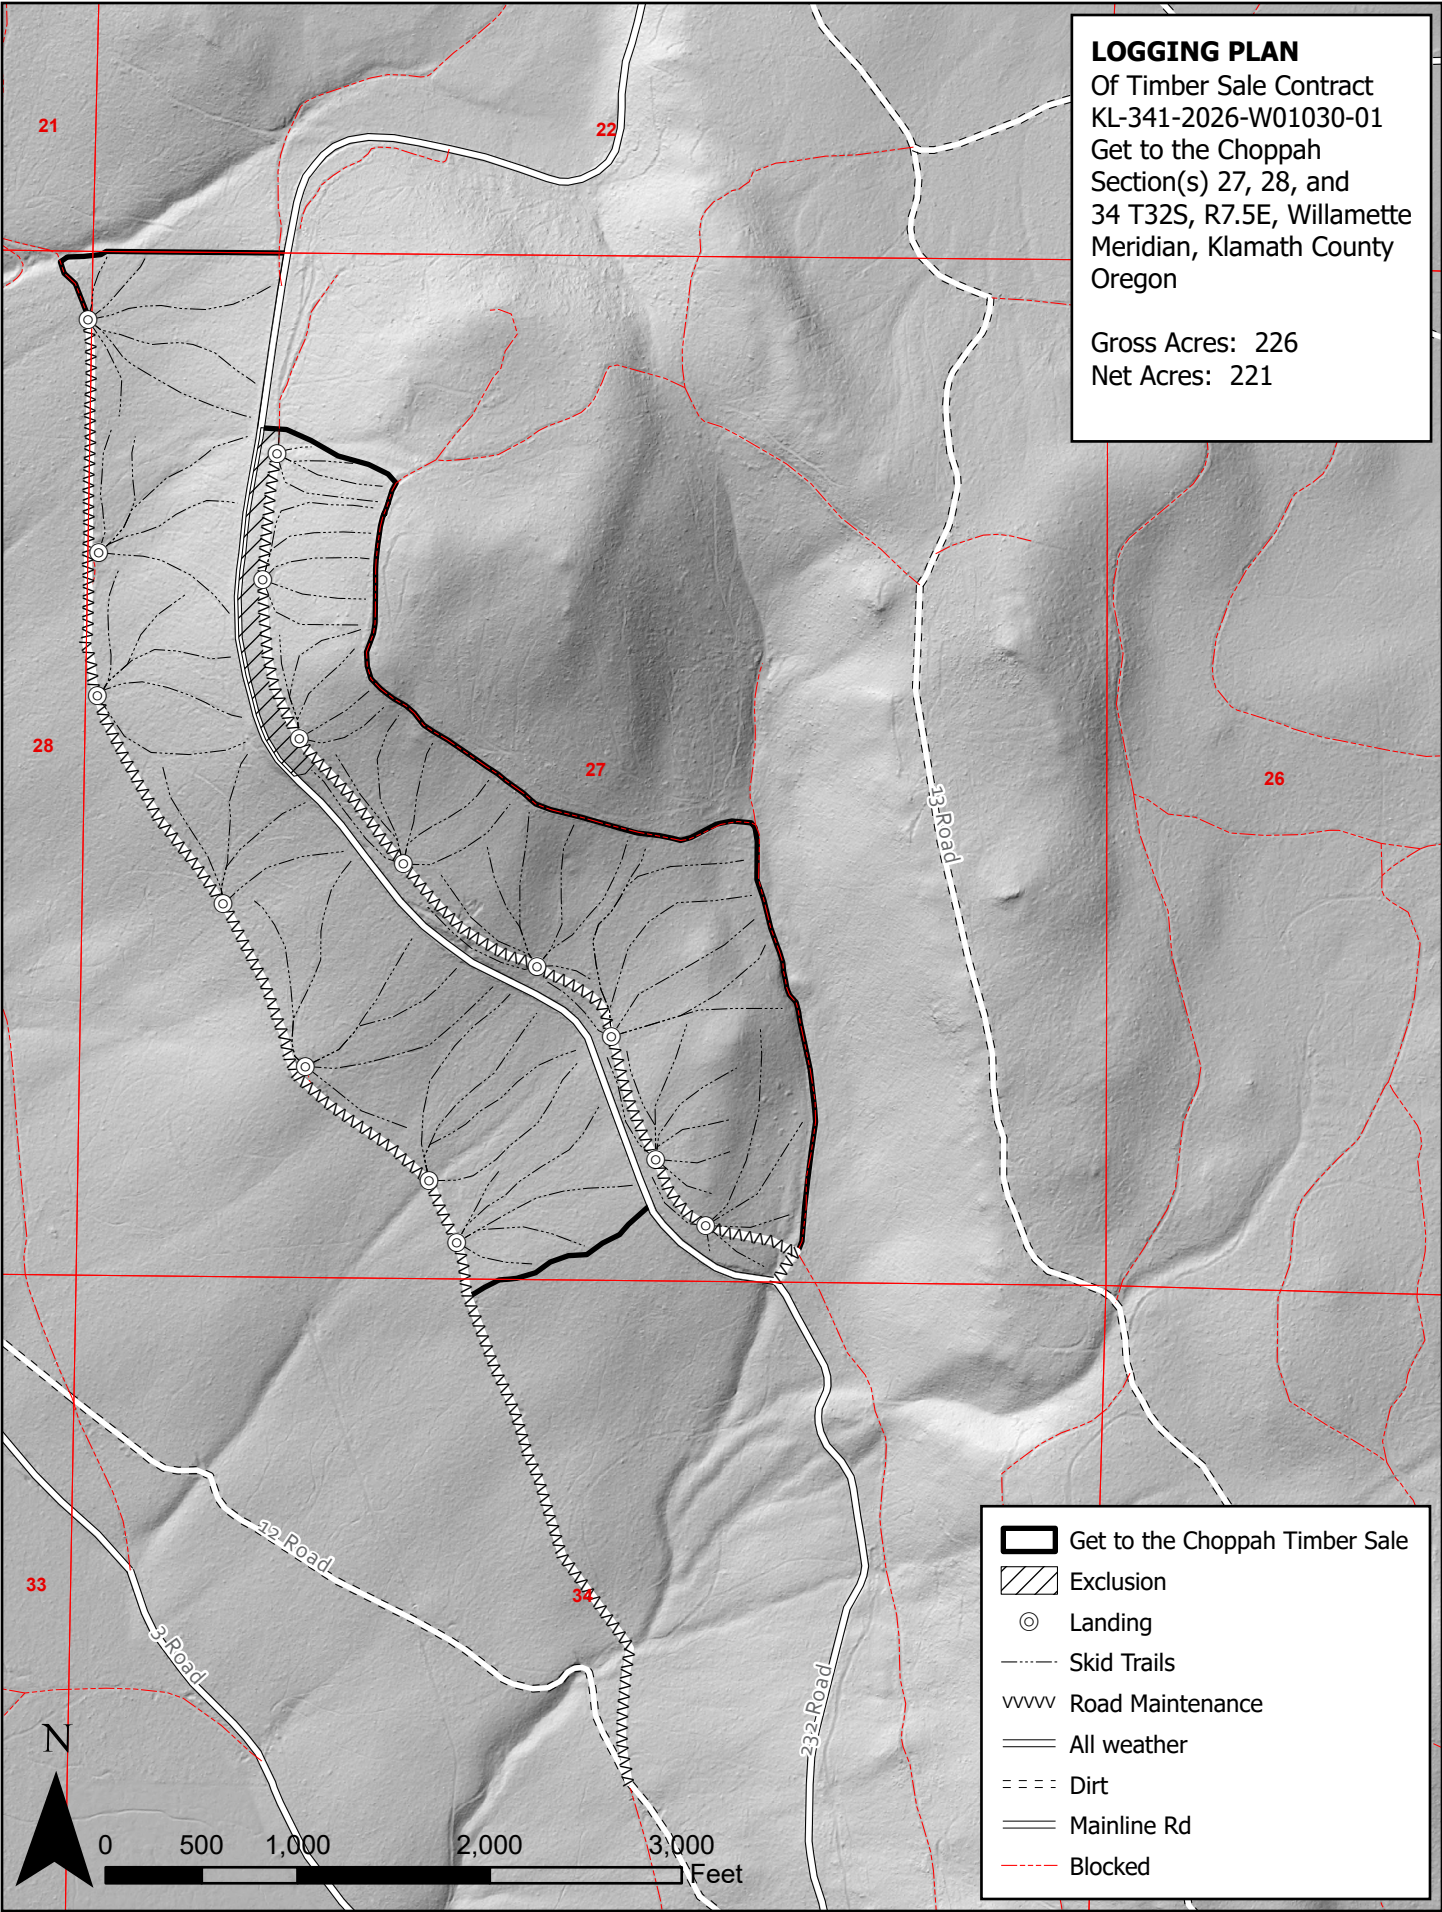 LOGGING PLAN
Of Timber Sale Contract
KL-341-2026-W01030-01
Get to the Choppah
Section(s) 27, 28, and
34 T32S, R7.5E, Willamette
Meridian, Klamath County
Oregon
Gross Acres: 226
Net Acres: 221
21
22
28
27
26
13-Road
33
34
12 Road
3-Road
232-Road
Get to the Choppah Timber Sale
Exclusion
Landing
Skid Trails
Road Maintenance
All weather
Dirt
Mainline Rd
Blocked
N
0 500 1,000 2,000 3,000
Feet